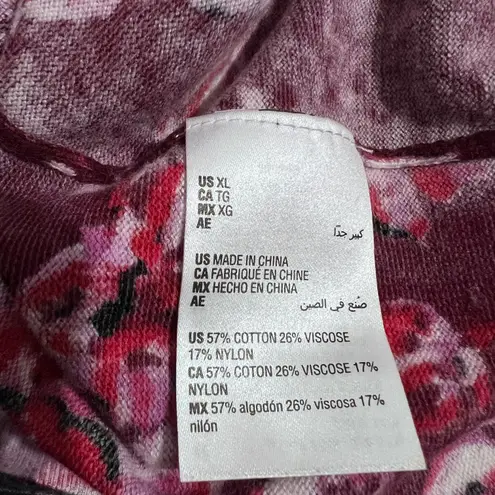 US XL
CA TG
MX XG
AE كبير جدًا
US MADE IN CHINA
CA FABRIQUÉ EN CHINE
MX HECHO EN CHINA
AE صنع في الصين
US 57% COTTON 26% VISCOSE
17% NYLON
CA 57% COTON 26% VISCOSE 17%
NYLON
MX 57% algodón 26% viscosa 17%
nilón